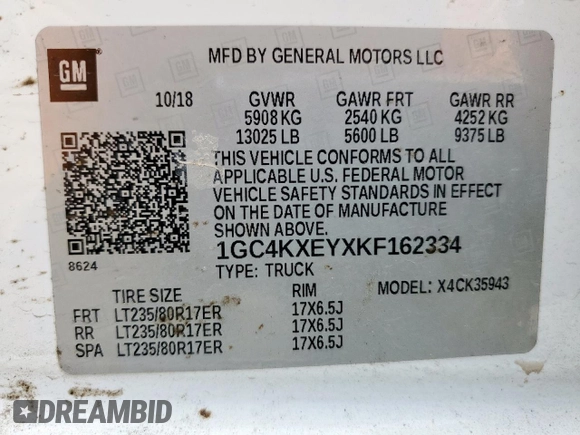 GM
MFD BY GENERAL MOTORS LLC
10/18 GVWR GAWR FRT GAWR RR
5908 KG 2540 KG 4252 KG
13025 LB 5600 LB 9375 LB
THIS VEHICLE CONFORMS TO ALL
APPLICABLE U.S. FEDERAL MOTOR
VEHICLE SAFETY STANDARDS IN EFFECT
ON THE DATE OF MANUFACTURE
SHOWN ABOVE.
8624
1GC4KXEYXKF162334
TYPE: TRUCK MODEL: X4CK35943
TIRE SIZE RIM
FRT LT235/80R17ER 17X6.5J
RR LT235/80R17ER 17X6.5J
SPA LT235/80R17ER 17X6.5J
DREAMBID